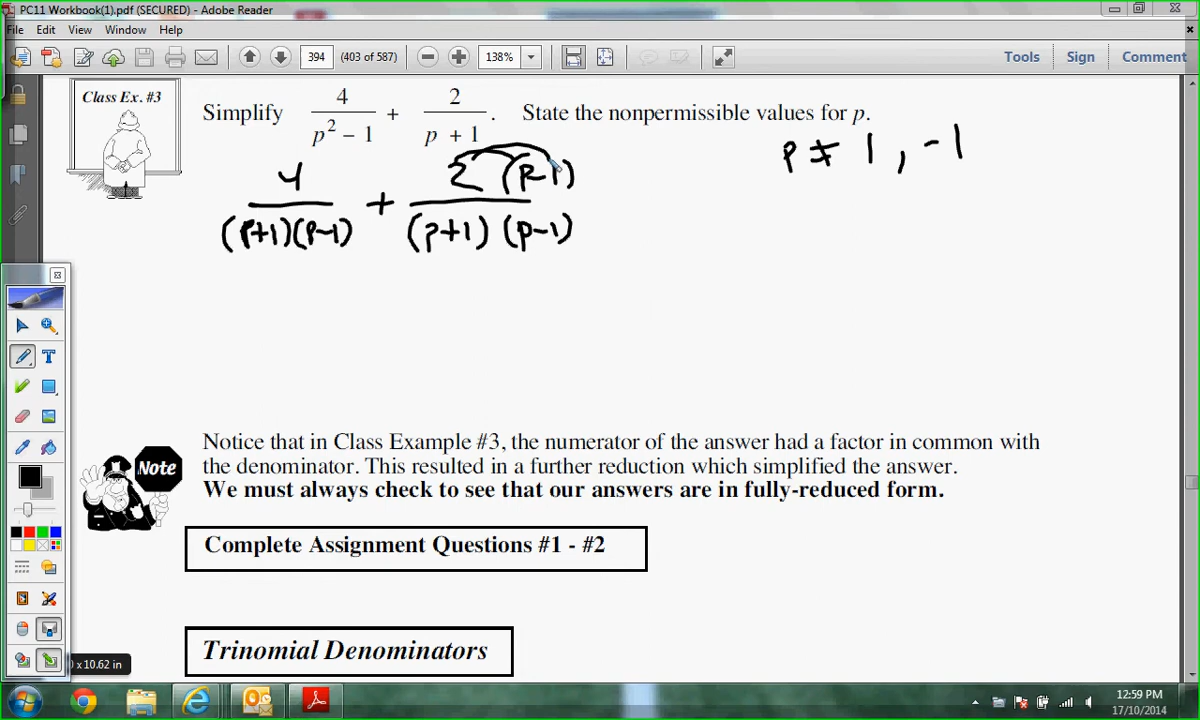 PC11 Workbook(1).pdf (SECURED) - Adobe Reader
File Edit View Window Help
394 (403 of 587) 138% Tools Sign Comment
Class Ex. #3
Simplify 4/(p² − 1) + 2/(p + 1). State the nonpermissible values for p.
p ≠ 1, -1
4/((p+1)(p-1)) + 2(p-1)/((p+1)(p-1))
Note
Notice that in Class Example #3, the numerator of the answer had a factor in common with
the denominator. This resulted in a further reduction which simplified the answer.
We must always check to see that our answers are in fully-reduced form.
Complete Assignment Questions #1 - #2
Trinomial Denominators
x 10.62 in
12:59 PM
17/10/2014